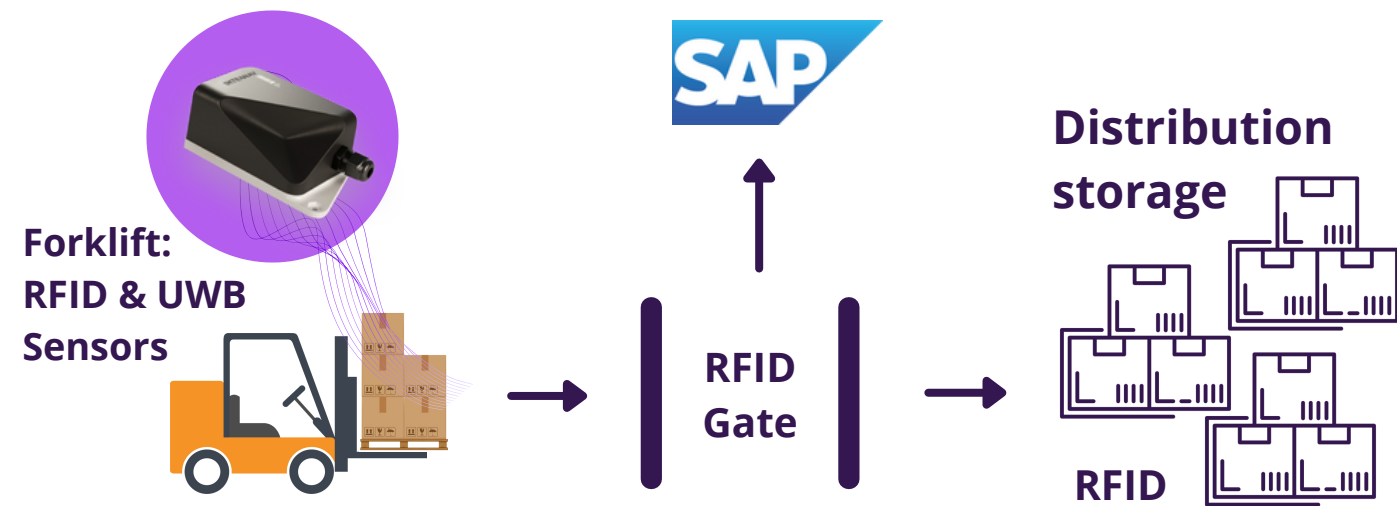 SAP
Distribution
storage
Forklift:
RFID & UWB
Sensors
RFID
Gate
RFID